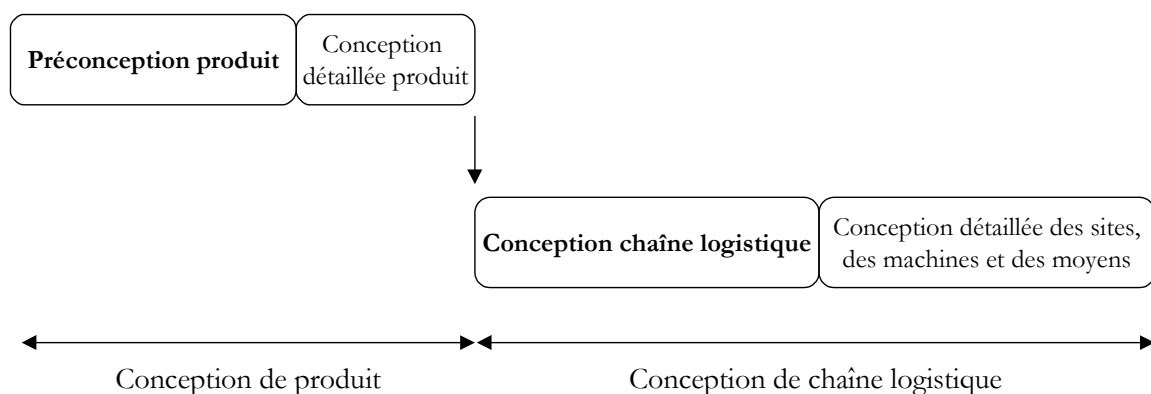 Préconception produit
Conception
détaillée produit
Conception chaîne logistique
Conception détaillée des sites,
des machines et des moyens
Conception de produit
Conception de chaîne logistique